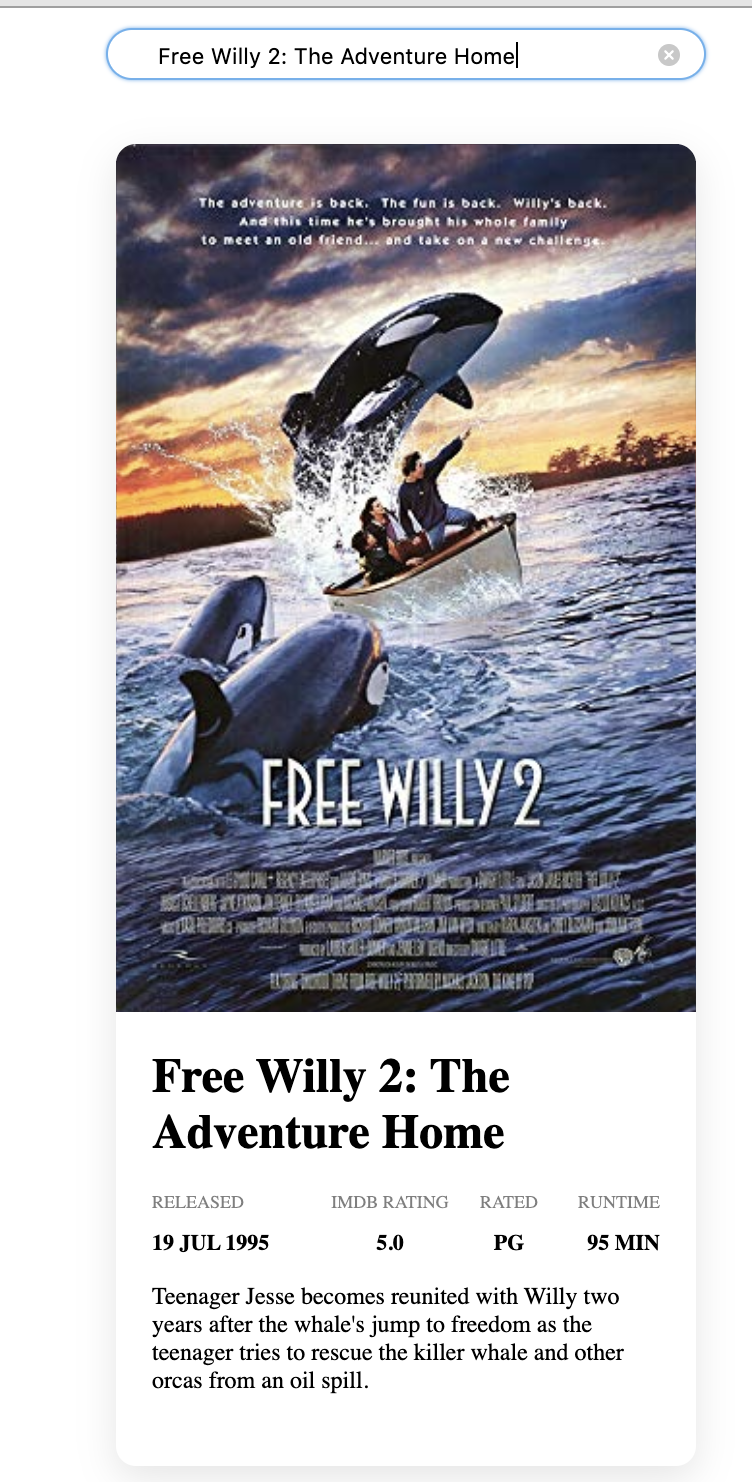 Free Willy 2: The Adventure Home
The adventure is back. The fun is back. Willy's back.
And this time he's brought his whole family
to meet an old friend... and take on a new challenge.
FREE WILLY 2
Free Willy 2: The
Adventure Home
RELEASED IMDB RATING RATED RUNTIME
19 JUL 1995 5.0 PG 95 MIN
Teenager Jesse becomes reunited with Willy two
years after the whale's jump to freedom as the
teenager tries to rescue the killer whale and other
orcas from an oil spill.